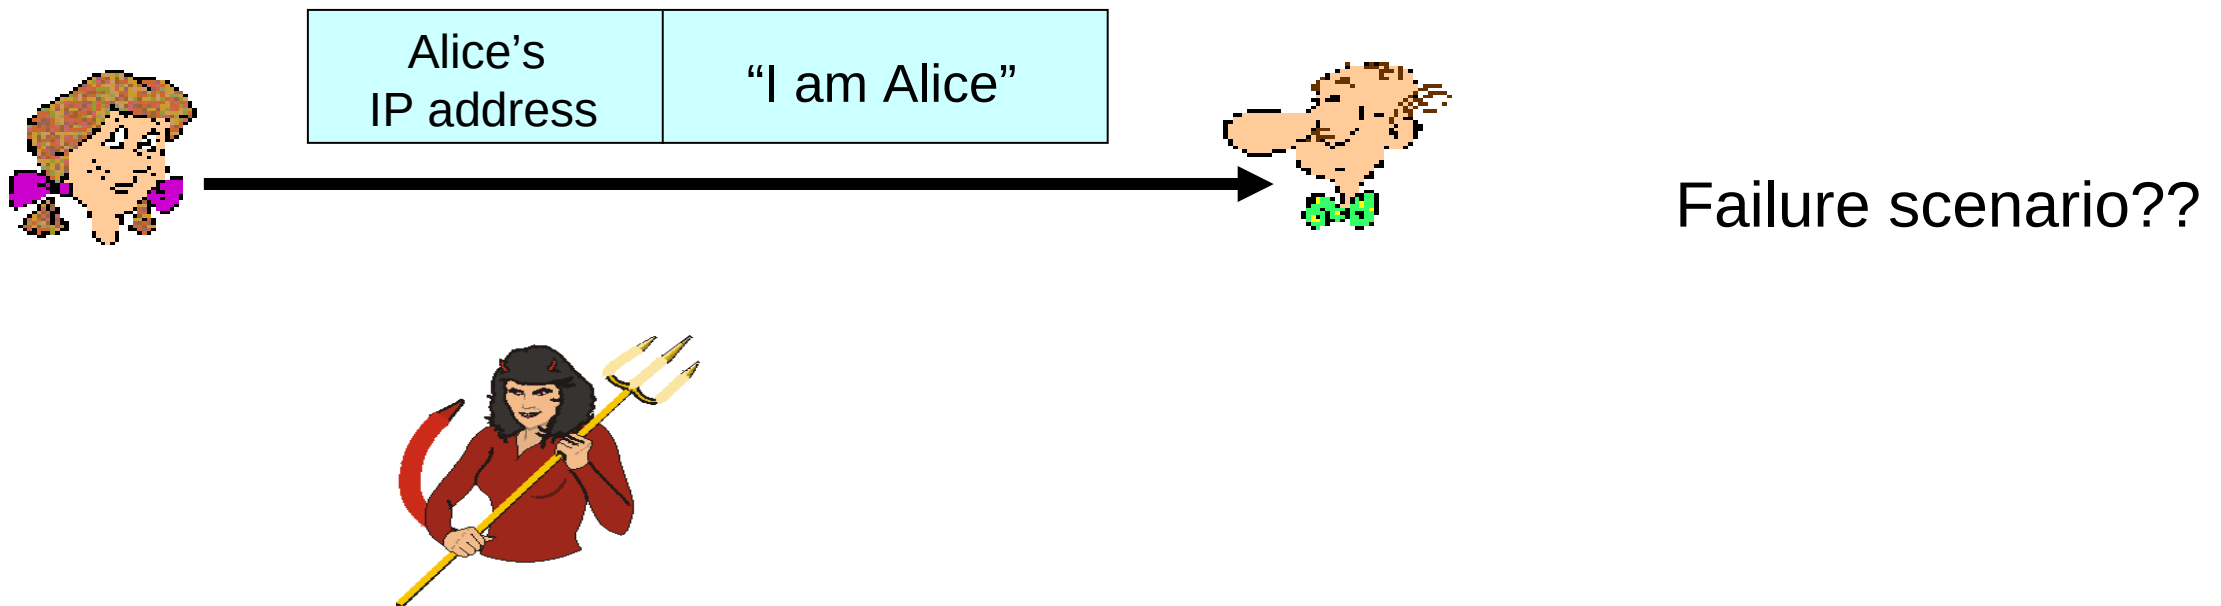 Alice’s
IP address
“I am Alice”
Failure scenario??